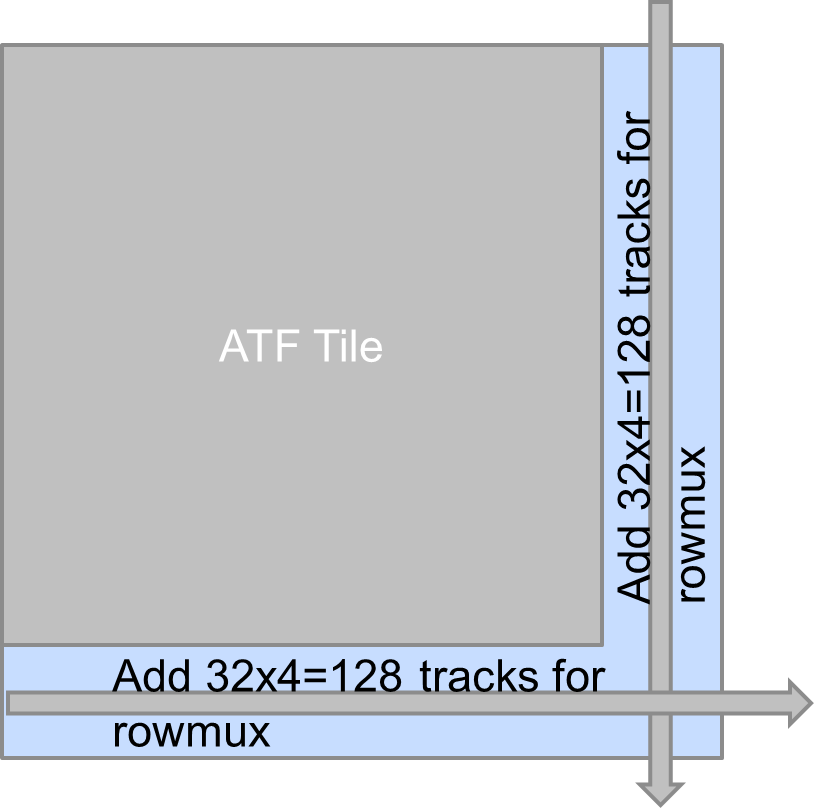 ATF Tile
Add 32x4=128 tracks for
rowmux
Add 32x4=128 tracks for
rowmux